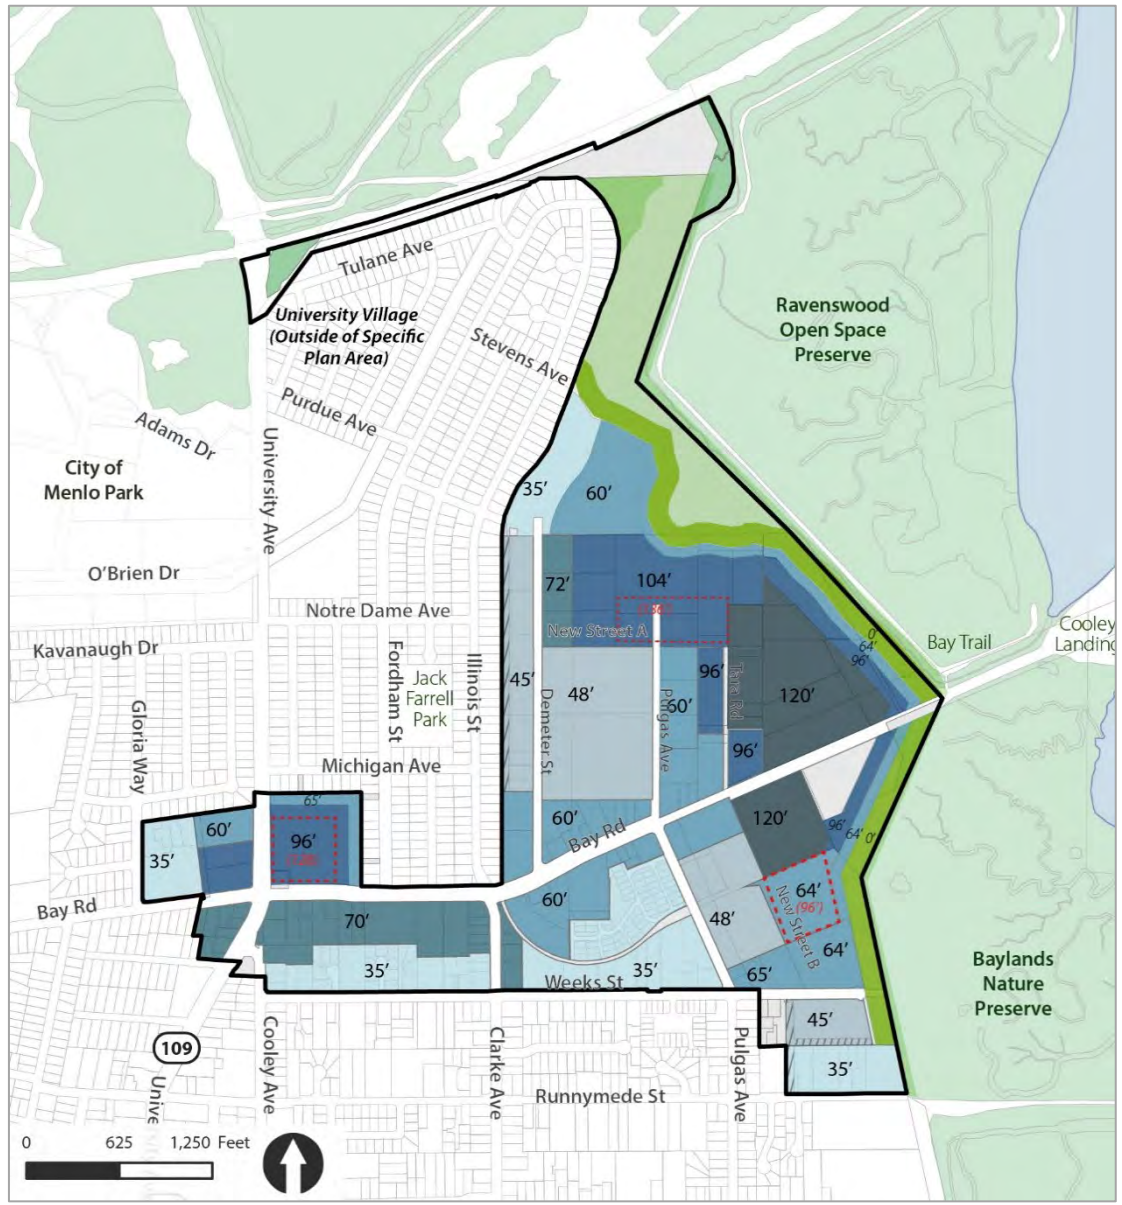 Tulane Ave
University Village
(Outside of Specific
Plan Area)
Ravenswood
Open Space
Preserve
Stevens Ave
Purdue Ave
Adams Dr
City of
Menlo Park
University Ave
35’
60’
O’Brien Dr
72’
104’
Notre Dame Ave
New Street A
0’
64’
96’
Bay Trail
Cooley
Landing
Kavanaugh Dr
Fordham St
Illinois St
Jack
Farrell
Park
45’
48’
Demeter St
Pulgas Ave
60’
96’
Tara Rd
120’
Gloria Way
96’
Michigan Ave
65’
60’
96’
35’
60’
Bay Rd
120’
96’
64’
0’
Bay Rd
70’
60’
48’
64’
(96’)
New Street B
64’
35’
Weeks St
35’
65’
Baylands
Nature
Preserve
45’
35’
109
Cooley Ave
Clarke Ave
Pulgas Ave
Unive
Runnymede St
0
625
1,250 Feet